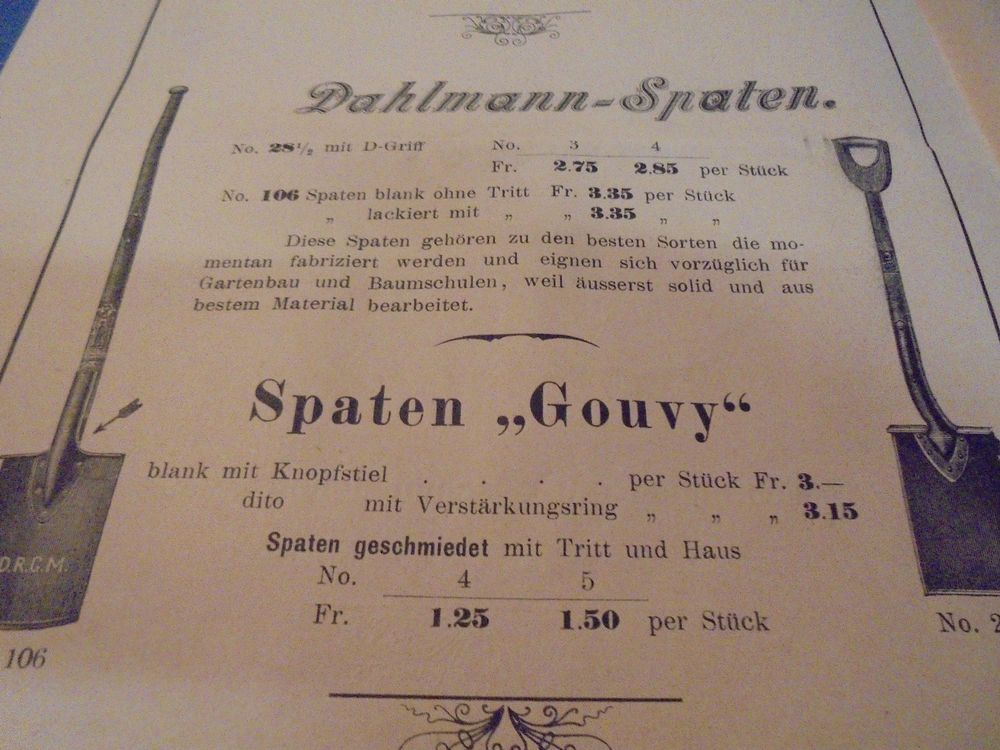 Dahlmann-Spaten.
No. 28½ mit D-Griff No. 3 4
Fr. 2.75 2.85 per Stück
No. 106 Spaten blank ohne Tritt Fr. 3.35 per Stück
„ lackiert mit „ „ 3.35 „ „
Diese Spaten gehören zu den besten Sorten die mo-
mentan fabriziert werden und eignen sich vorzüglich für
Gartenbau und Baumschulen, weil äusserst solid und aus
bestem Material bearbeitet.
Spaten „Gouvy“
blank mit Knopfstiel . . . . per Stück Fr. 3.—
dito mit Verstärkungsring „ „ „ 3.15
Spaten geschmiedet mit Tritt und Haus
No. 4 5
Fr. 1.25 1.50 per Stück
D.R.G.M.
106
No. 2